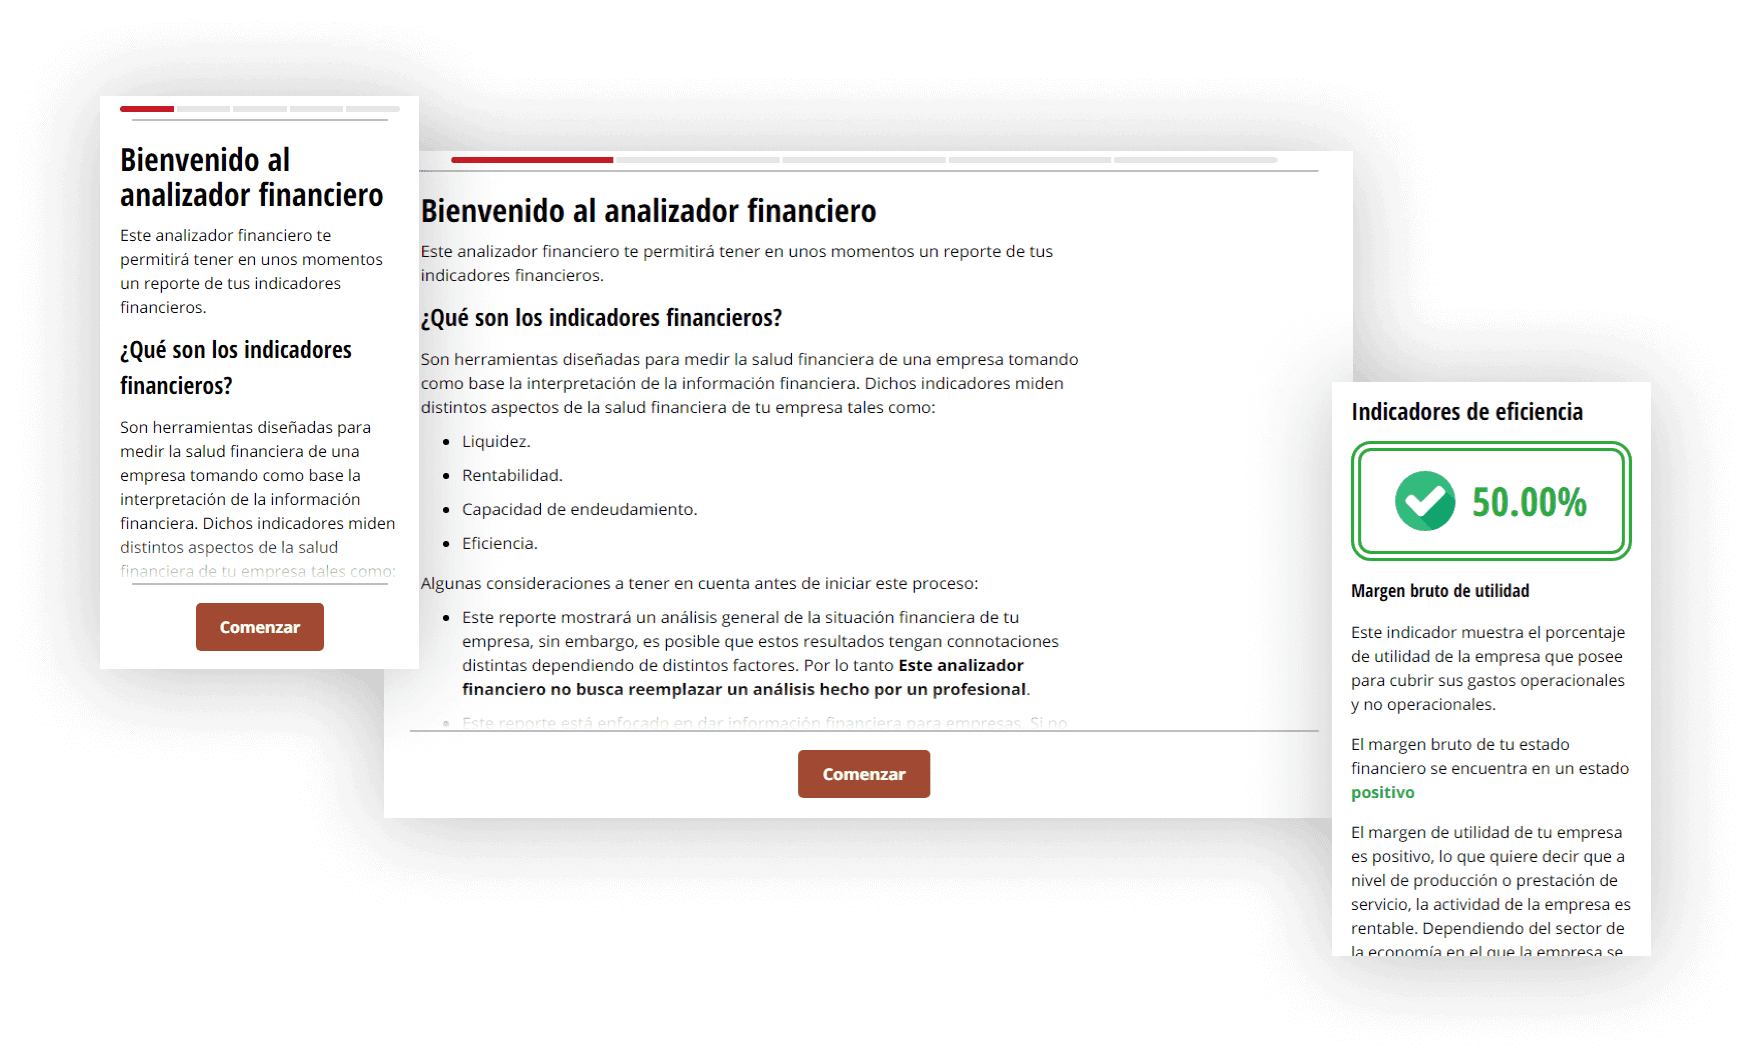 Bienvenido al
analizador financiero
Este analizador financiero te
permitirá tener en unos momentos
un reporte de tus indicadores
financieros.
¿Qué son los indicadores
financieros?
Son herramientas diseñadas para
medir la salud financiera de una
empresa tomando como base la
interpretación de la información
financiera. Dichos indicadores miden
distintos aspectos de la salud
financiera de tu empresa tales como:
Comenzar
Bienvenido al analizador financiero
Este analizador financiero te permitirá tener en unos momentos un reporte de tus
indicadores financieros.
¿Qué son los indicadores financieros?
Son herramientas diseñadas para medir la salud financiera de una empresa tomando
como base la interpretación de la información financiera. Dichos indicadores miden
distintos aspectos de la salud financiera de tu empresa tales como:
• Liquidez.
• Rentabilidad.
• Capacidad de endeudamiento.
• Eficiencia.
Algunas consideraciones a tener en cuenta antes de iniciar este proceso:
• Este reporte mostrará un análisis general de la situación financiera de tu
empresa, sin embargo, es posible que estos resultados tengan connotaciones
distintas dependiendo de distintos factores. Por lo tanto Este analizador
financiero no busca reemplazar un análisis hecho por un profesional.
• Este reporte está enfocado en dar información financiera para empresas. Si no
Comenzar
Indicadores de eficiencia
50.00%
Margen bruto de utilidad
Este indicador muestra el porcentaje
de utilidad de la empresa que posee
para cubrir sus gastos operacionales
y no operacionales.
El margen bruto de tu estado
financiero se encuentra en un estado
positivo
El margen de utilidad de tu empresa
es positivo, lo que quiere decir que a
nivel de producción o prestación de
servicio, la actividad de la empresa es
rentable. Dependiendo del sector de
la economía en el que la empresa se